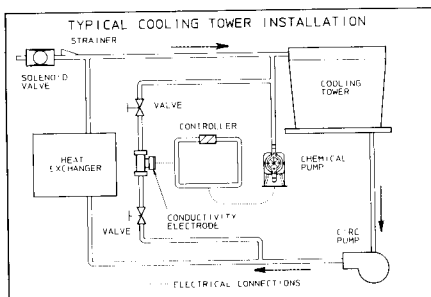 TYPICAL COOLING TOWER INSTALLATION
STRAINER
SOLENOID
VALVE
COOLING
TOWER
VALVE
CONTROLLER
HEAT
EXCHANGER
CHEMICAL
PUMP
CONDUCTIVITY
ELECTRODE
VALVE
CIRC
PUMP
ELECTRICAL CONNECTIONS